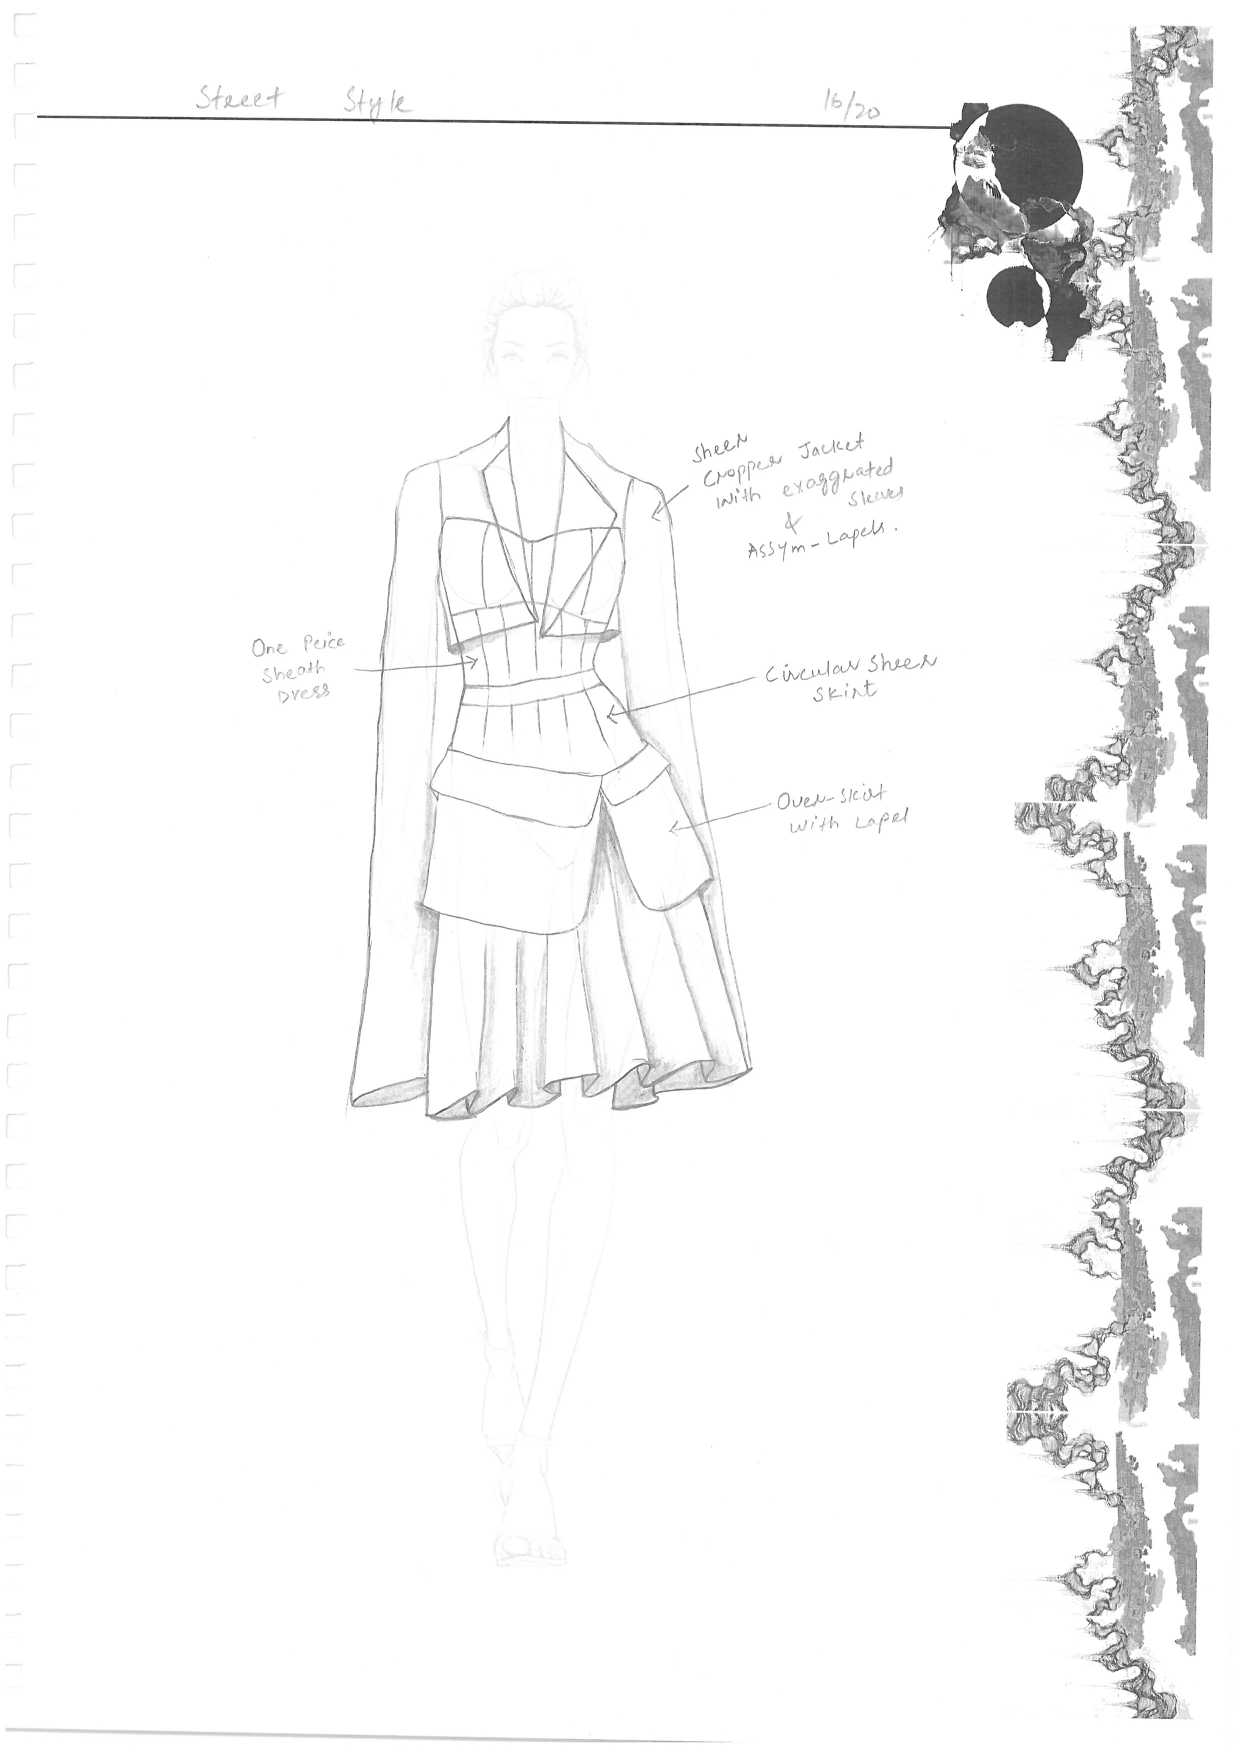 Street Style 16/20
Sheer
Cropper Jacket
With exaggrated
Sleves
&
Assym-Lapels.
One Peice
Sheath
Dress
Circular Sheer
Skirt
Over-Skirt
With Lapel